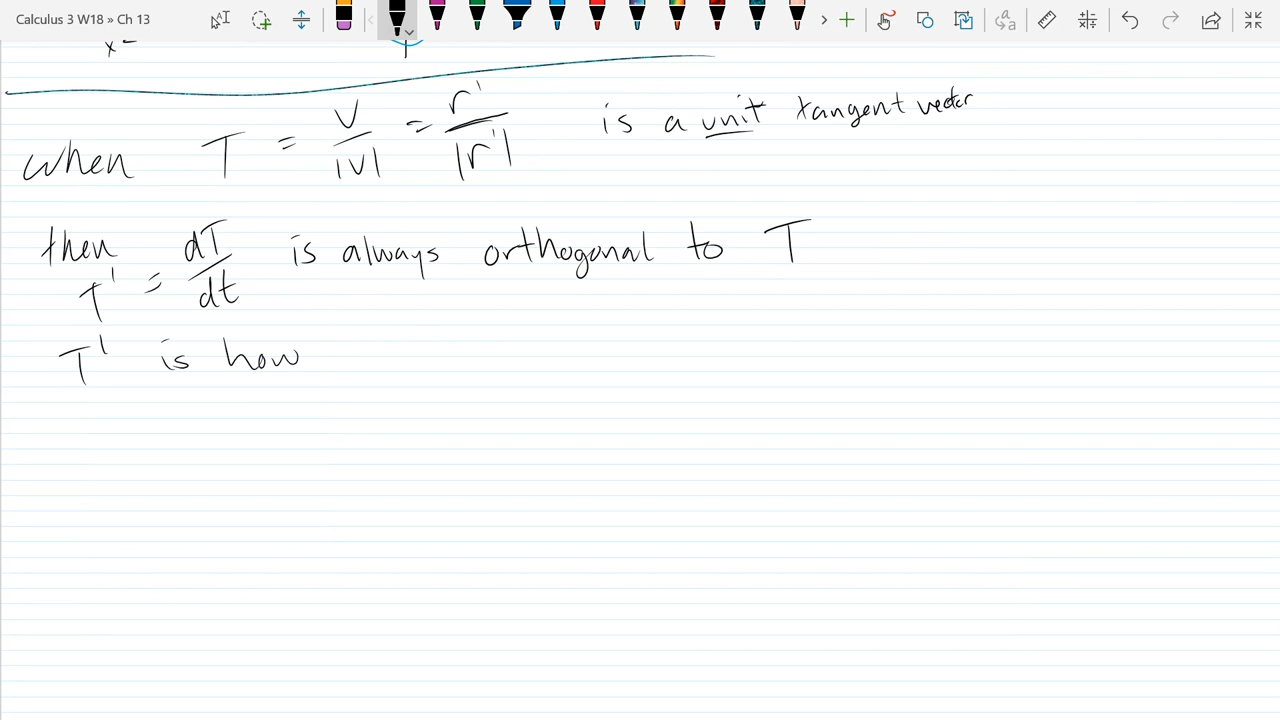 Calculus 3 W18 » Ch 13
x
when T = V/|V| = r'/|r'| is a unit tangent vector
then dT/dt is always orthogonal to T
T' =
T' is how